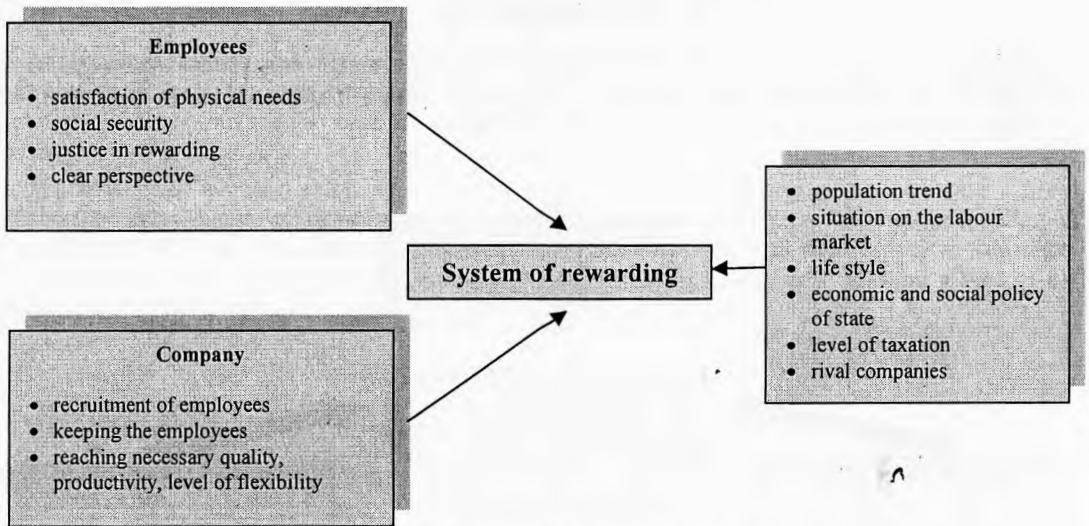 Employees
• satisfaction of physical needs
• social security
• justice in rewarding
• clear perspective
System of rewarding
Company
• recruitment of employees
• keeping the employees
• reaching necessary quality,
productivity, level of flexibility
• population trend
• situation on the labour
market
• life style
• economic and social policy
of state
• level of taxation
• rival companies